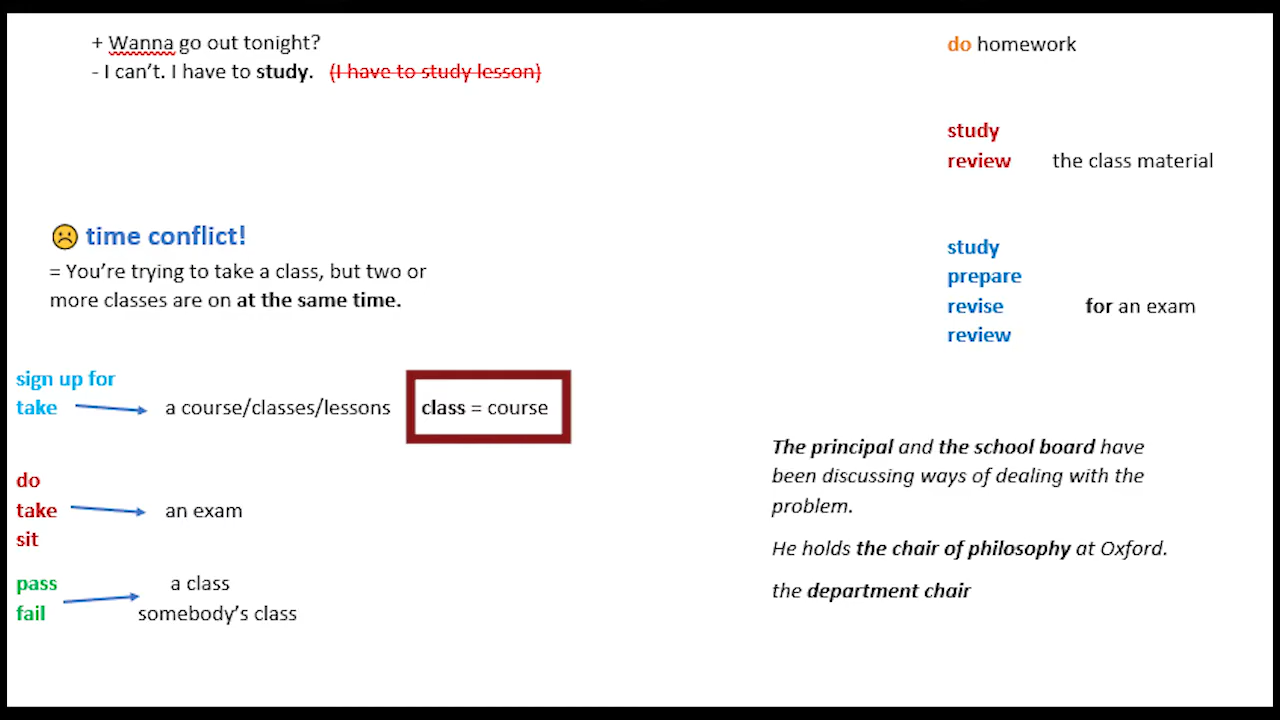 + Wanna go out tonight?
- I can't. I have to study. (I have to study lesson)
time conflict!
= You're trying to take a class, but two or
more classes are on at the same time.
sign up for
take a course/classes/lessons
class = course
do
take an exam
sit
pass a class
fail somebody's class
do homework
study
review the class material
study
prepare
revise for an exam
review
The principal and the school board have
been discussing ways of dealing with the
problem.
He holds the chair of philosophy at Oxford.
the department chair